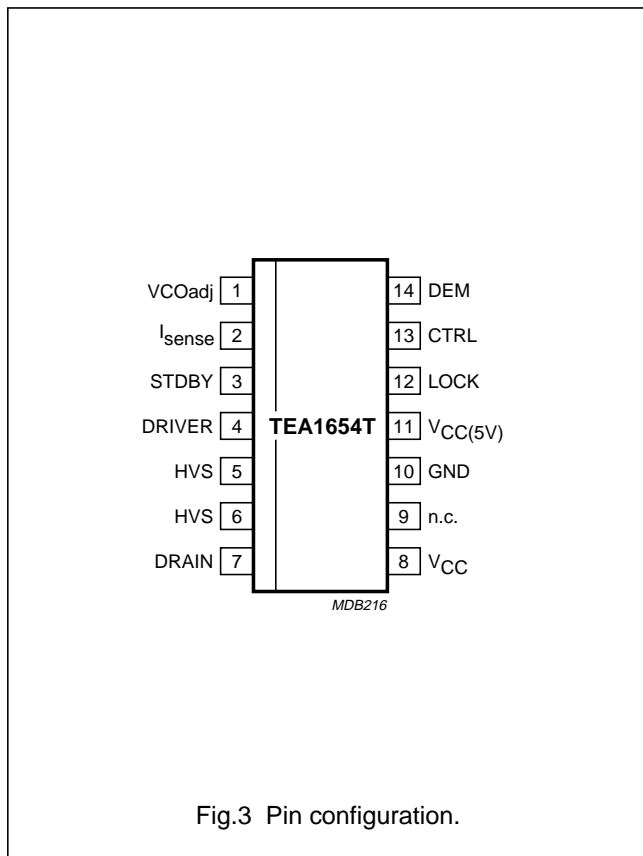 VCOadj 1
Isense 2
STDBY 3
DRIVER 4
HVS 5
HVS 6
DRAIN 7
TEA1654T
14 DEM
13 CTRL
12 LOCK
11 VCC(5V)
10 GND
9 n.c.
8 VCC
MDB216
Fig.3 Pin configuration.